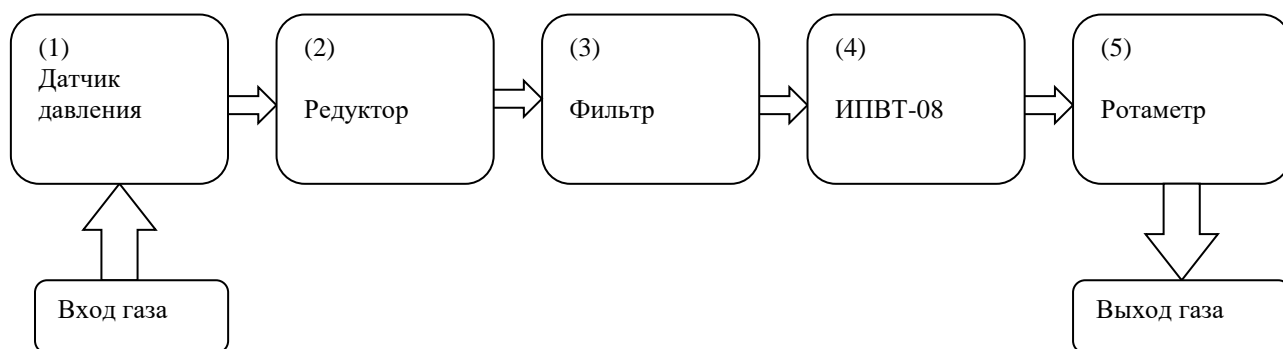 (1)
Датчик
давления
(2)
Редуктор
(3)
Фильтр
(4)
ИПВТ-08
(5)
Ротаметр
Вход газа
Выход газа